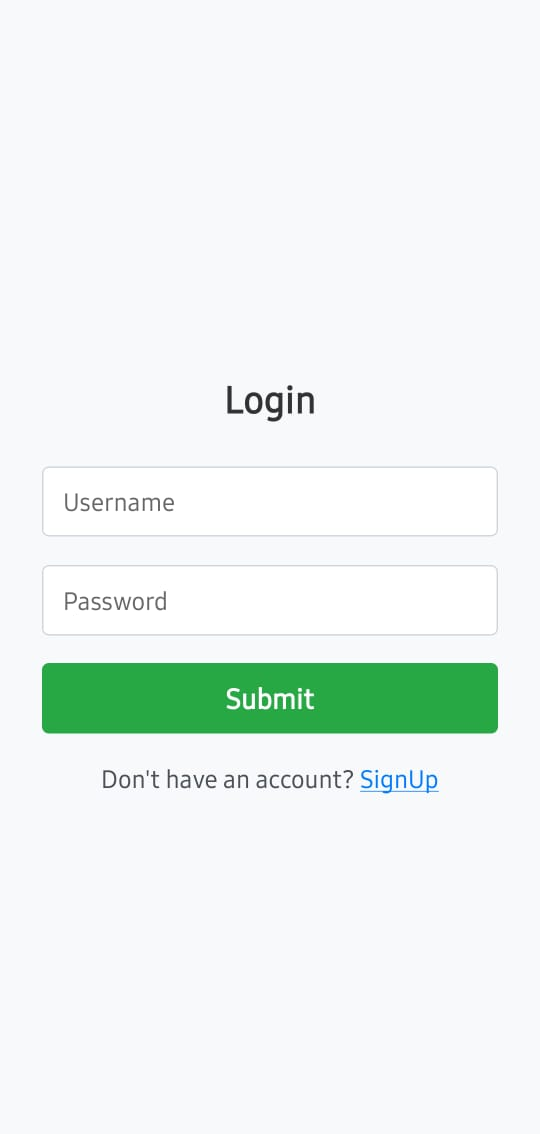 Login
Username
Password
Submit
Don't have an account? SignUp